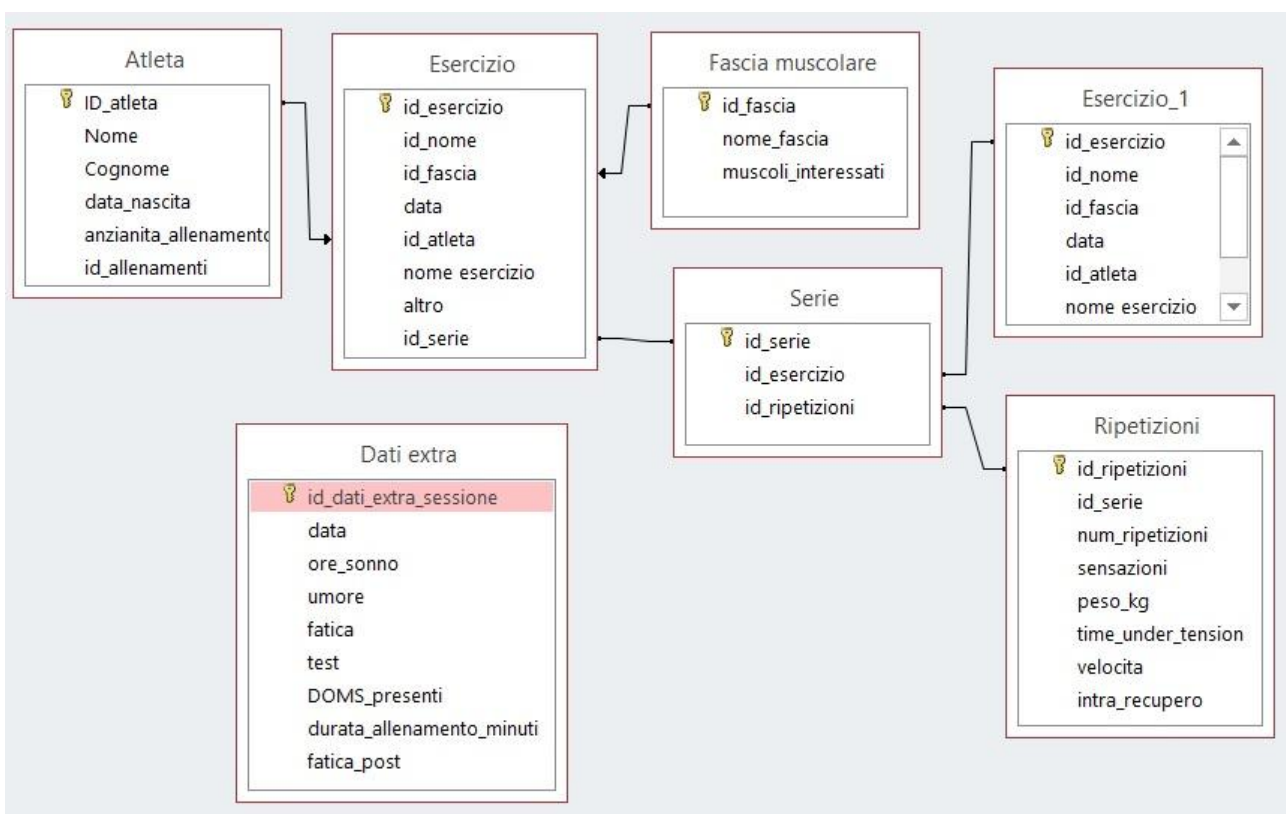 Atleta
ID_atleta
Nome
Cognome
data_nascita
anzianita_allenamento
id_allenamenti
Esercizio
id_esercizio
id_nome
id_fascia
data
id_atleta
nome esercizio
altro
id_serie
Fascia muscolare
id_fascia
nome_fascia
muscoli_interessati
Esercizio_1
id_esercizio
id_nome
id_fascia
data
id_atleta
nome esercizio
Serie
id_serie
id_esercizio
id_ripetizioni
Dati extra
id_dati_extra_sessione
data
ore_sonno
umore
fatica
test
DOMS_presenti
durata_allenamento_minuti
fatica_post
Ripetizioni
id_ripetizioni
id_serie
num_ripetizioni
sensazioni
peso_kg
time_under_tension
velocita
intra_recupero